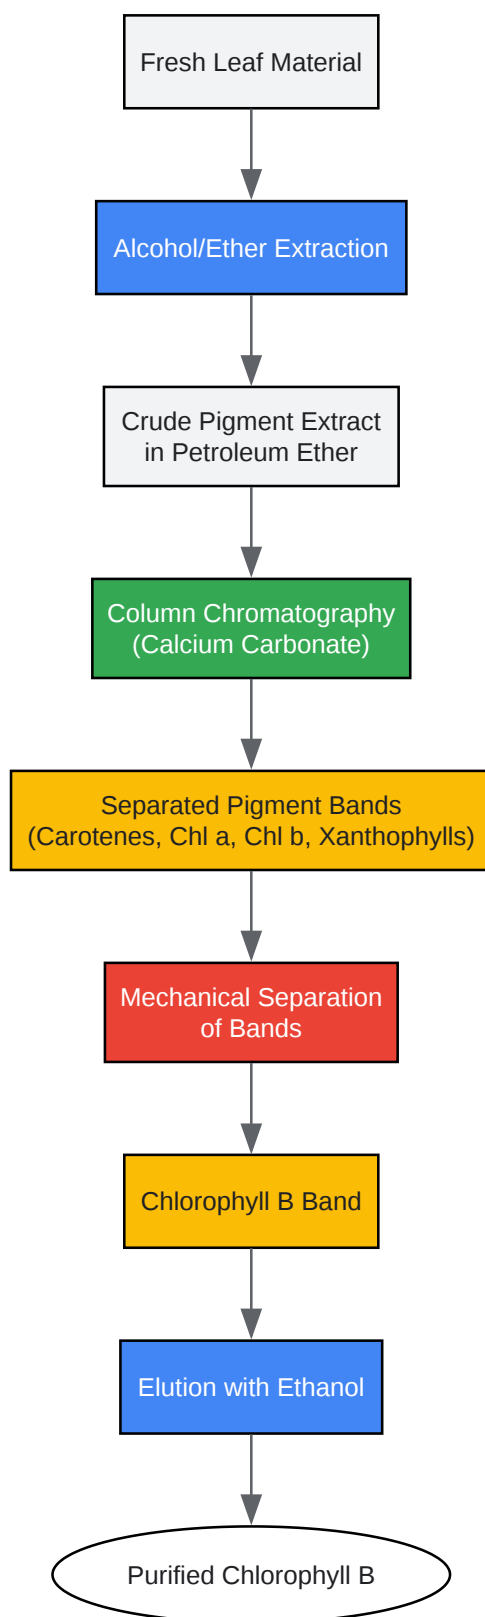 Fresh Leaf Material
Alcohol/Ether Extraction
Crude Pigment Extract
in Petroleum Ether
Column Chromatography
(Calcium Carbonate)
Separated Pigment Bands
(Carotenes, Chl a, Chl b, Xanthophylls)
Mechanical Separation
of Bands
Chlorophyll B Band
Elution with Ethanol
Purified Chlorophyll B